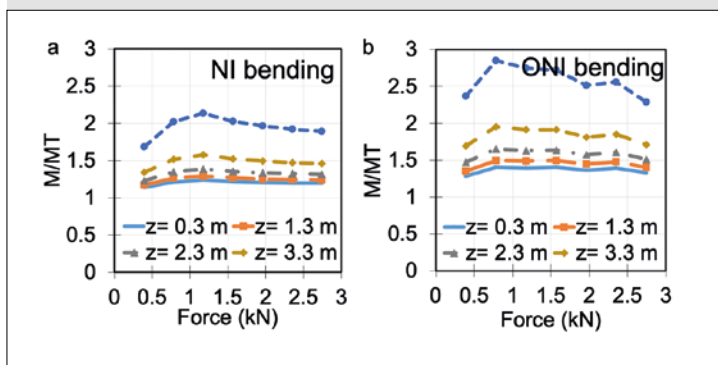 a
NI bending
3
2.5
2
1.5
1
0.5
0
M/MT
z= 0.3 m
z= 1.3 m
z= 2.3 m
z= 3.3 m
0 0.5 1 1.5 2 2.5 3
Force (kN)
b
ONI bending
3
2.5
2
1.5
1
0.5
0
M/MT
z= 0.3 m
z= 1.3 m
z= 2.3 m
z= 3.3 m
0 0.5 1 1.5 2 2.5 3
Force (kN)